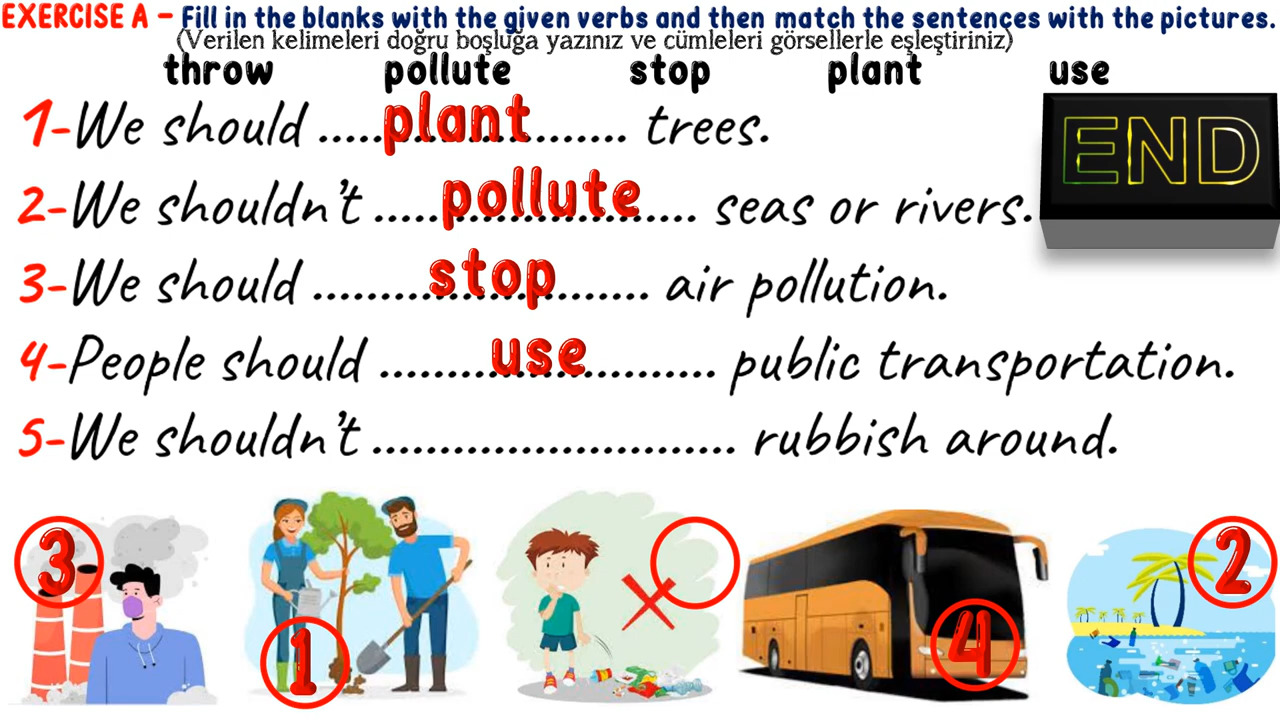 EXERCISE A – Fill in the blanks with the given verbs and then match the sentences with the pictures.
(Verilen kelimeleri doğru boşluğa yazınız ve cümleleri görsellerle eşleştiriniz)
throw pollute stop plant use
1-We should .....plant....... trees.
END
2-We shouldn't .....pollute.... seas or rivers.
3-We should .........stop....... air pollution.
4-People should ........use.......... public transportation.
5-We shouldn't ........................... rubbish around.
3 1 4 2